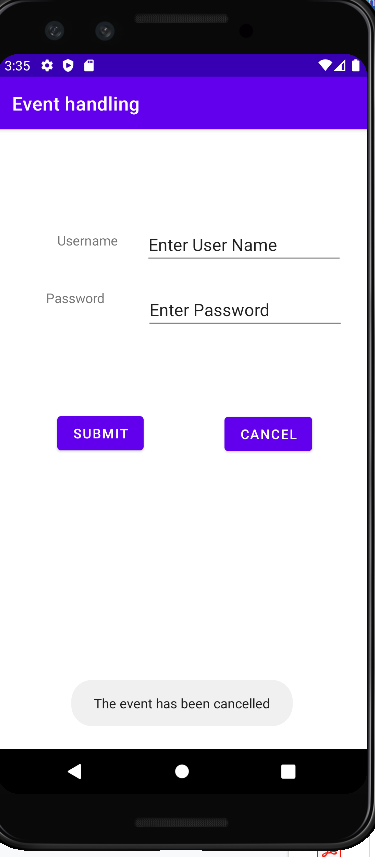 3:35
Event handling
Username
Enter User Name
Password
Enter Password
SUBMIT
CANCEL
The event has been cancelled